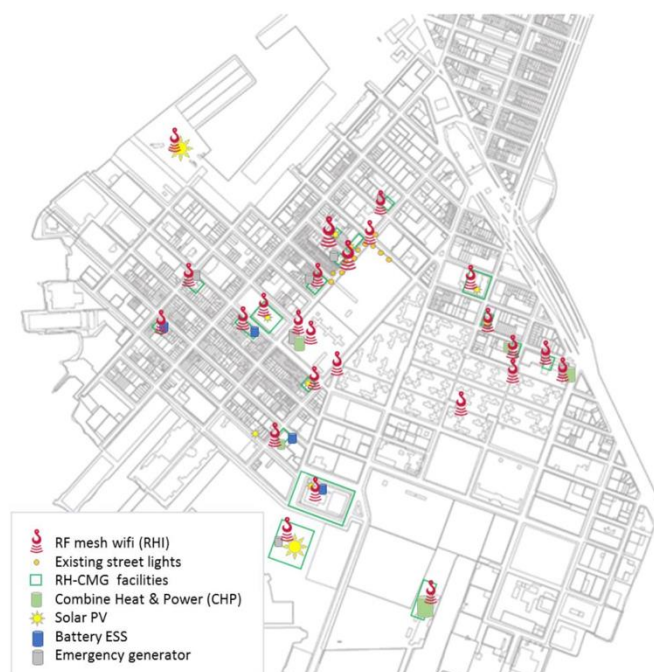 RF mesh wifi (RHI)
Existing street lights
RH-CMG facilities
Combine Heat & Power (CHP)
Solar PV
Battery ESS
Emergency generator